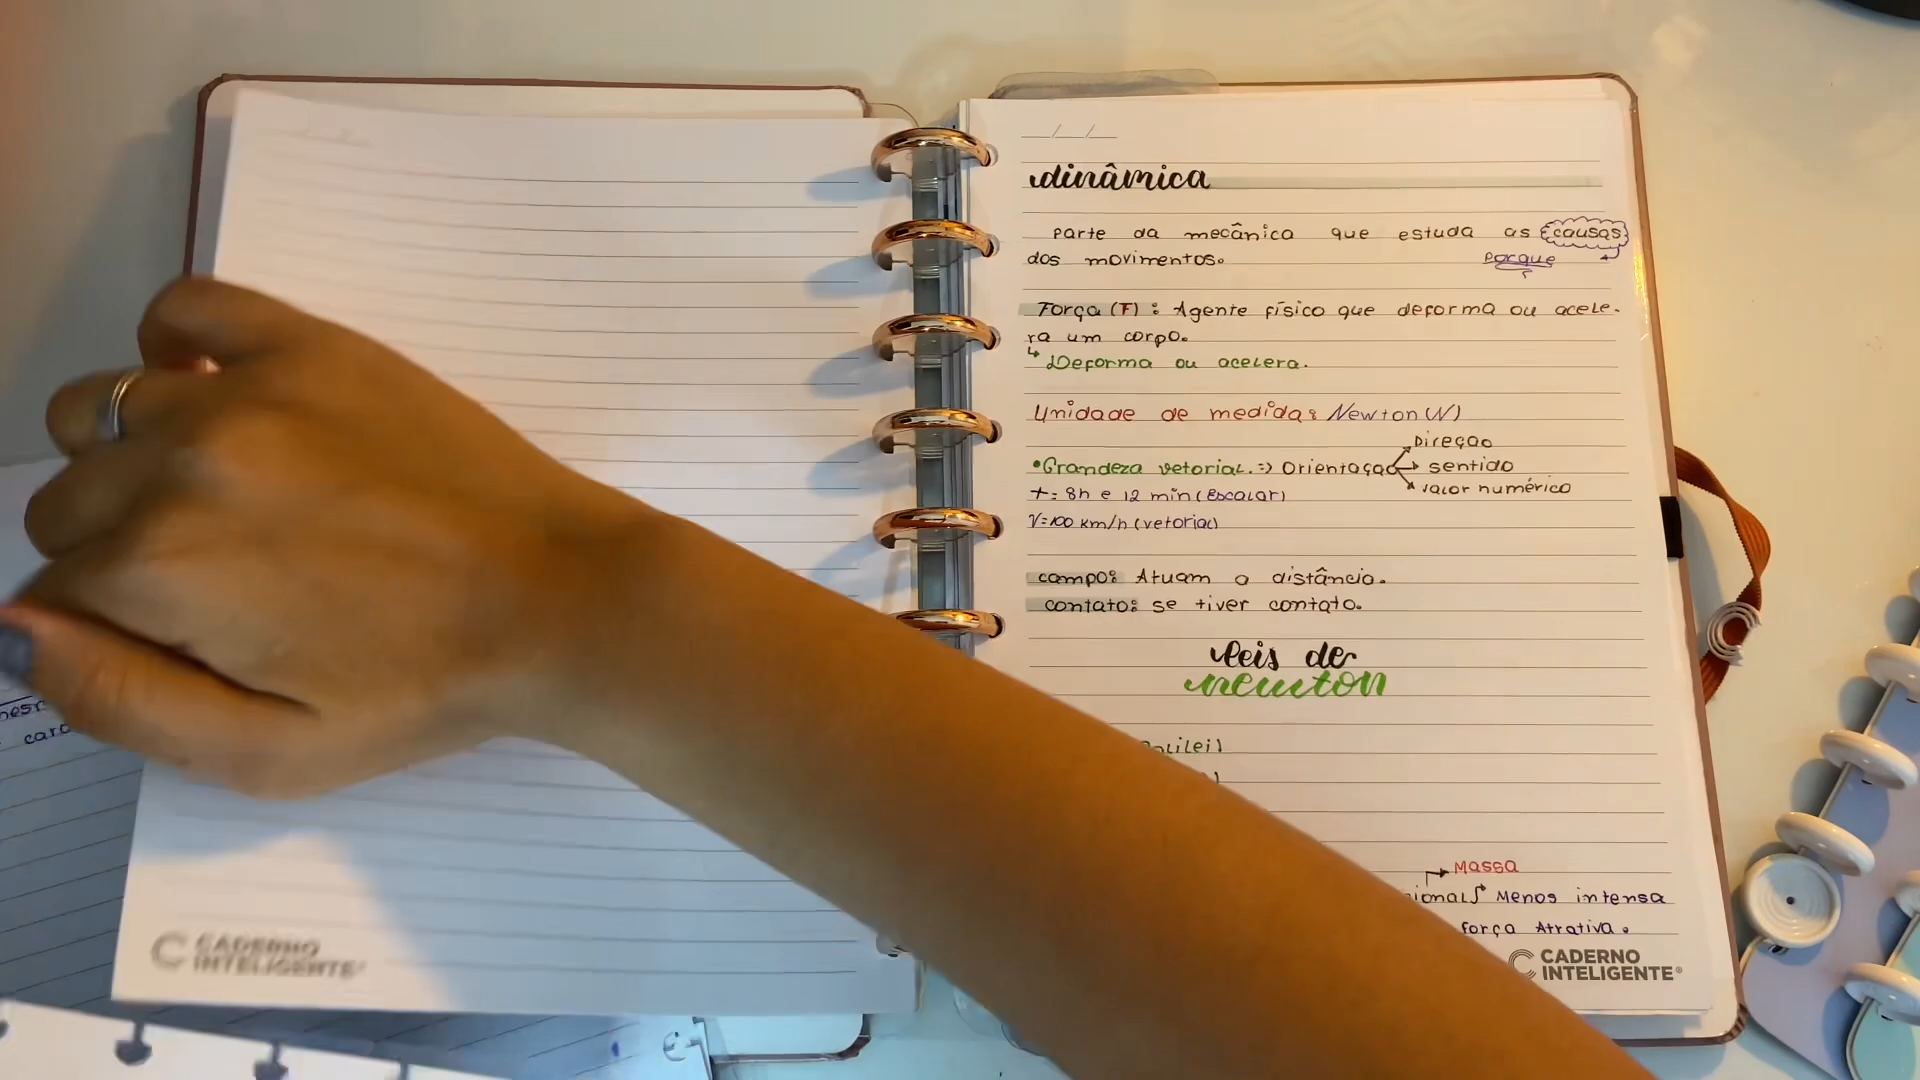 dinâmica
Parte da mecânica que estuda as causas
dos movimentos.
porque
Força (F): Agente físico que deforma ou acele-
ra um corpo.
↳ Deforma ou acelera.
Unidade de medida: Newton (N)
Direção
•Grandeza vetorial. => Orientação → sentido
valor numérico
t= 8h e 12 min (Escalar)
V=100 km/h (vetorial)
campo: Atuam a distância.
contato: se tiver contato.
leis de
newton
Massa
Menos intensa
força Atrativa.
CADERNO
INTELIGENTE®
CADERNO
INTELIGENTE®